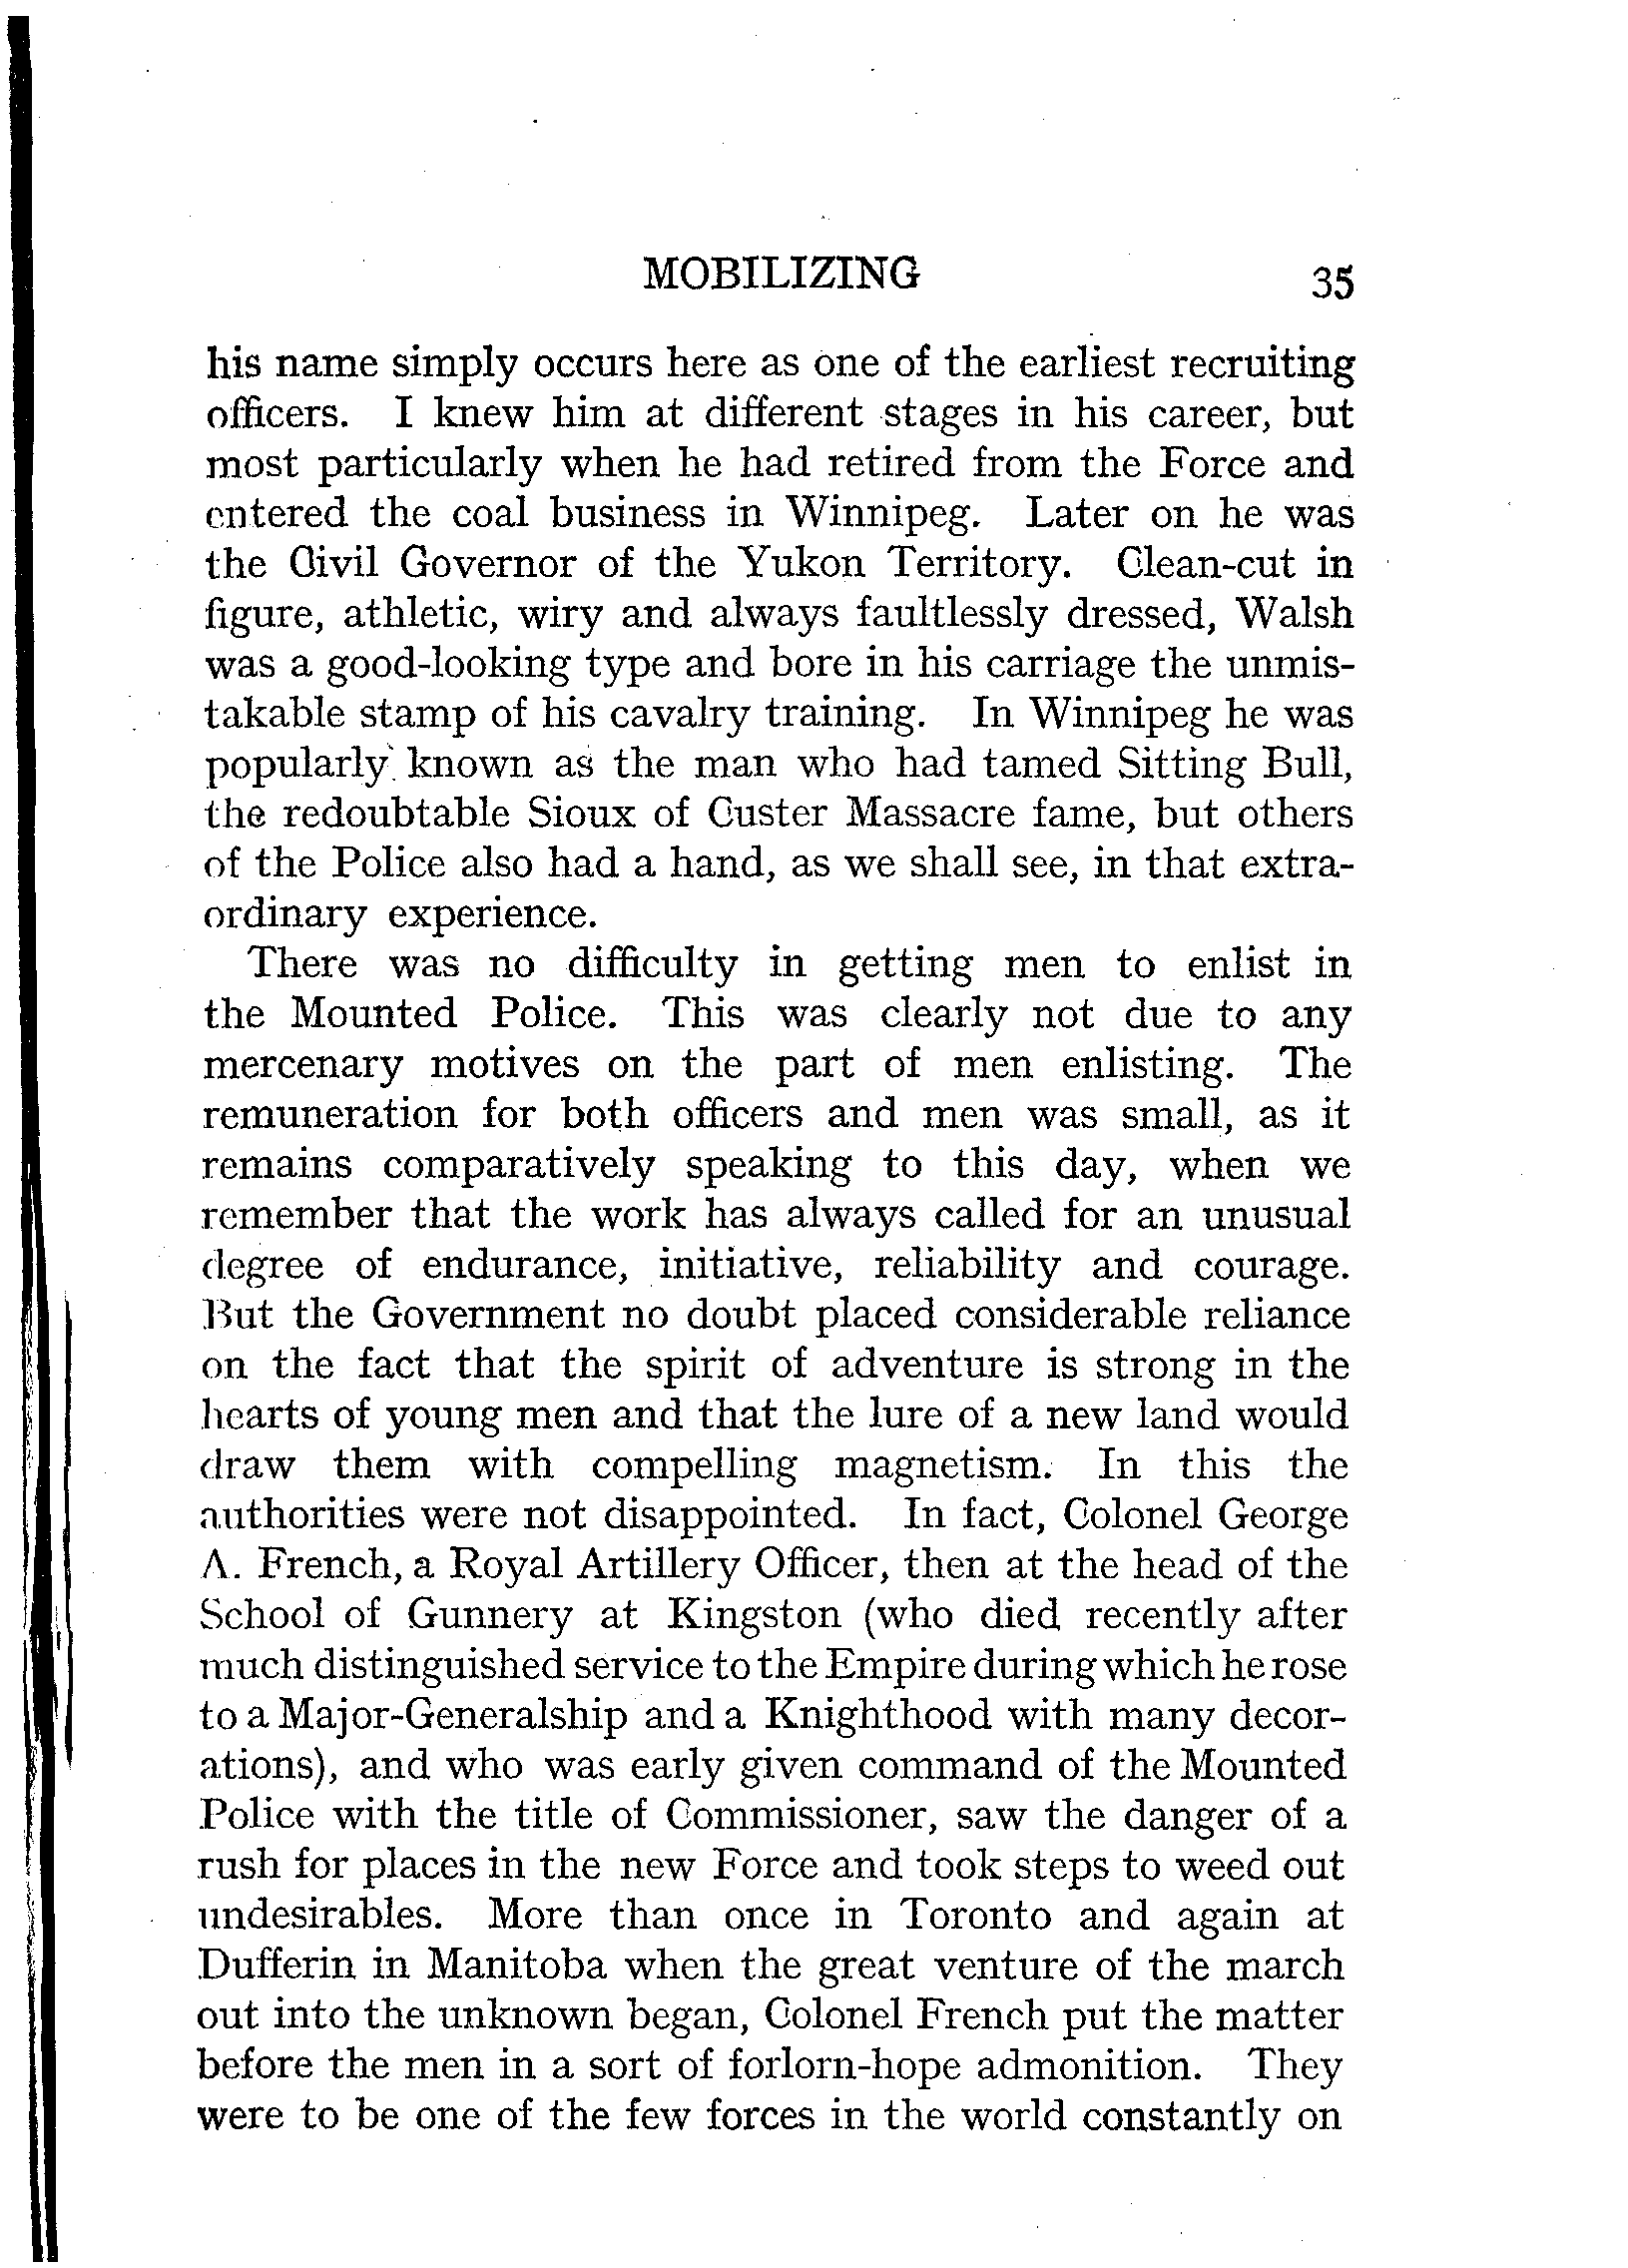 MOBILIZING 35
his name simply occurs here as one of the earliest recruiting
officers. I knew him at different stages in his career, but
most particularly when he had retired from the Force and
entered the coal business in Winnipeg. Later on he was
the Civil Governor of the Yukon Territory. Clean-cut in
figure, athletic, wiry and always faultlessly dressed, Walsh
was a good-looking type and bore in his carriage the unmis-
takable stamp of his cavalry training. In Winnipeg he was
popularly known as the man who had tamed Sitting Bull,
the redoubtable Sioux of Custer Massacre fame, but others
of the Police also had a hand, as we shall see, in that extra-
ordinary experience.
There was no difficulty in getting men to enlist in
the Mounted Police. This was clearly not due to any
mercenary motives on the part of men enlisting. The
remuneration for both officers and men was small, as it
remains comparatively speaking to this day, when we
remember that the work has always called for an unusual
degree of endurance, initiative, reliability and courage.
But the Government no doubt placed considerable reliance
on the fact that the spirit of adventure is strong in the
hearts of young men and that the lure of a new land would
draw them with compelling magnetism. In this the
authorities were not disappointed. In fact, Colonel George
A. French, a Royal Artillery Officer, then at the head of the
School of Gunnery at Kingston (who died recently after
much distinguished service to the Empire during which he rose
to a Major-Generalship and a Knighthood with many decor-
ations), and who was early given command of the Mounted
Police with the title of Commissioner, saw the danger of a
rush for places in the new Force and took steps to weed out
undesirables. More than once in Toronto and again at
Dufferin in Manitoba when the great venture of the march
out into the unknown began, Colonel French put the matter
before the men in a sort of forlorn-hope admonition. They
were to be one of the few forces in the world constantly on